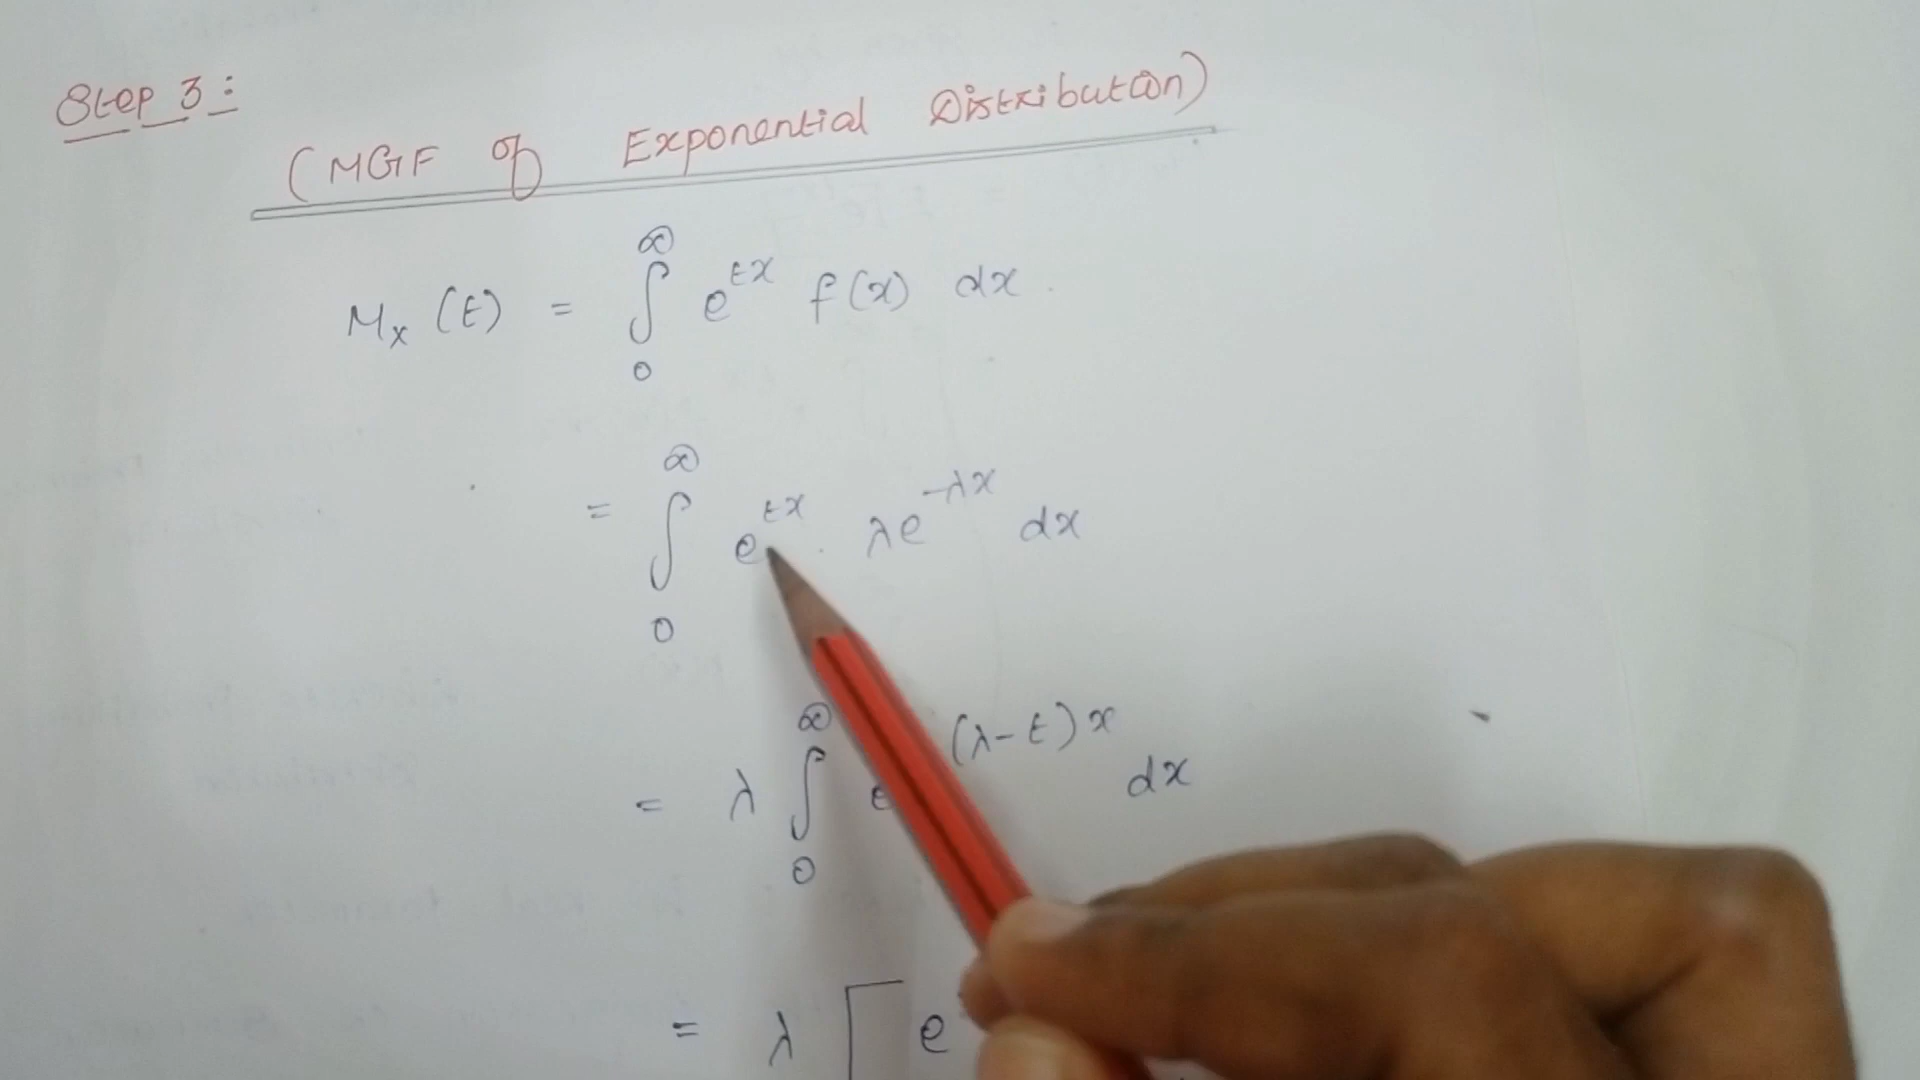 Step 3:
(MGF of Exponential Distribution)
Mx (t) = ∫₀^∞ e^tx f(x) dx
= ∫₀^∞ e^tx . λe^-λx dx
= λ ∫₀^∞ e^(λ-t)x dx
= λ [ e